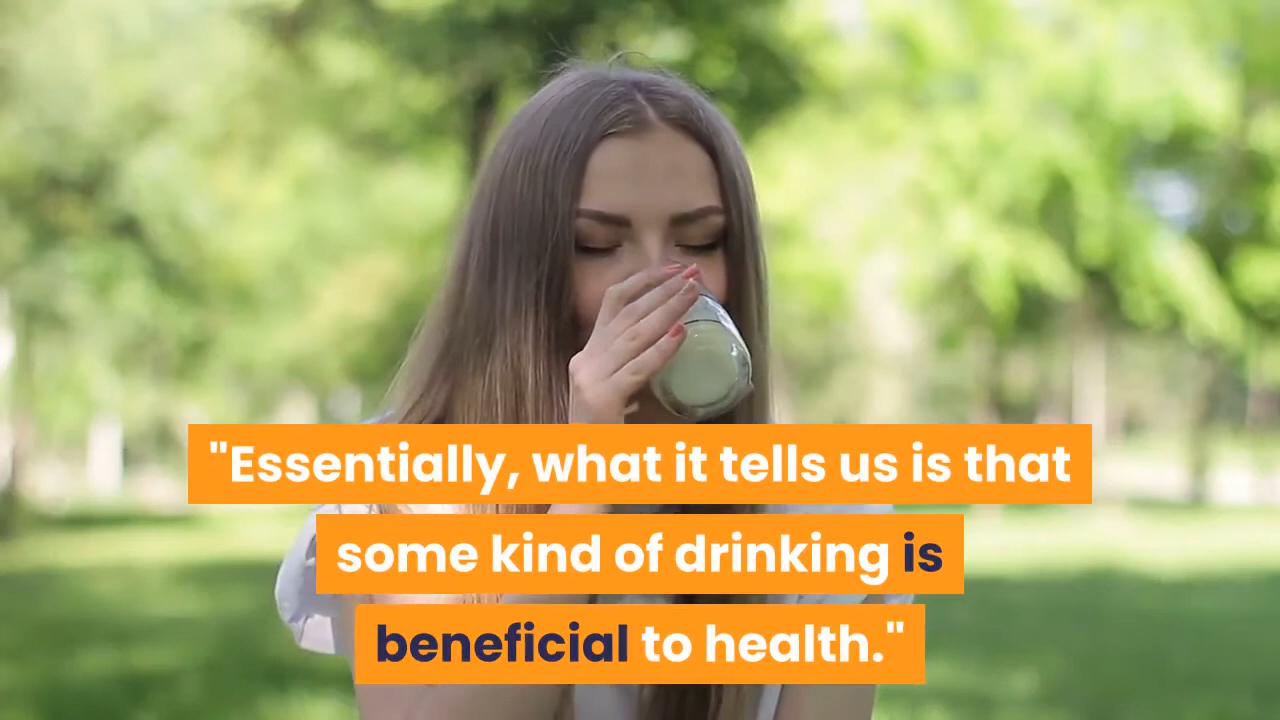 "Essentially, what it tells us is that
some kind of drinking is
beneficial to health."